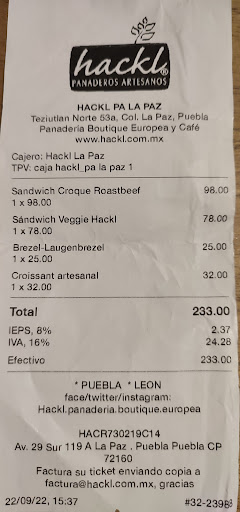 hackl®
PANADEROS ARTESANOS
HACKL PA LA PAZ
Teziutlan Norte 53a, Col. La Paz, Puebla
Panadería Boutique Europea y Café
www.hackl.com.mx
Cajero: Hackl La Paz
TPV: caja hackl_pa la paz 1
Sandwich Croque Roastbeef 98.00
1 x 98.00
Sándwich Veggie Hackl 78.00
1 x 78.00
Brezel-Laugenbrezel 25.00
1 x 25.00
Croissant artesanal 32.00
1 x 32.00
Total 233.00
IEPS, 8% 2.37
IVA, 16% 24.28
Efectivo 233.00
* PUEBLA * LEON
face/twitter/instagram:
Hackl.panaderia.boutique.europea
HACR730219C14
Av. 29 Sur 119 A La Paz , Puebla Puebla CP
72160
Factura su ticket enviando copia a
factura@hackl.com.mx, gracias
22/09/22, 15:37 #32-23983